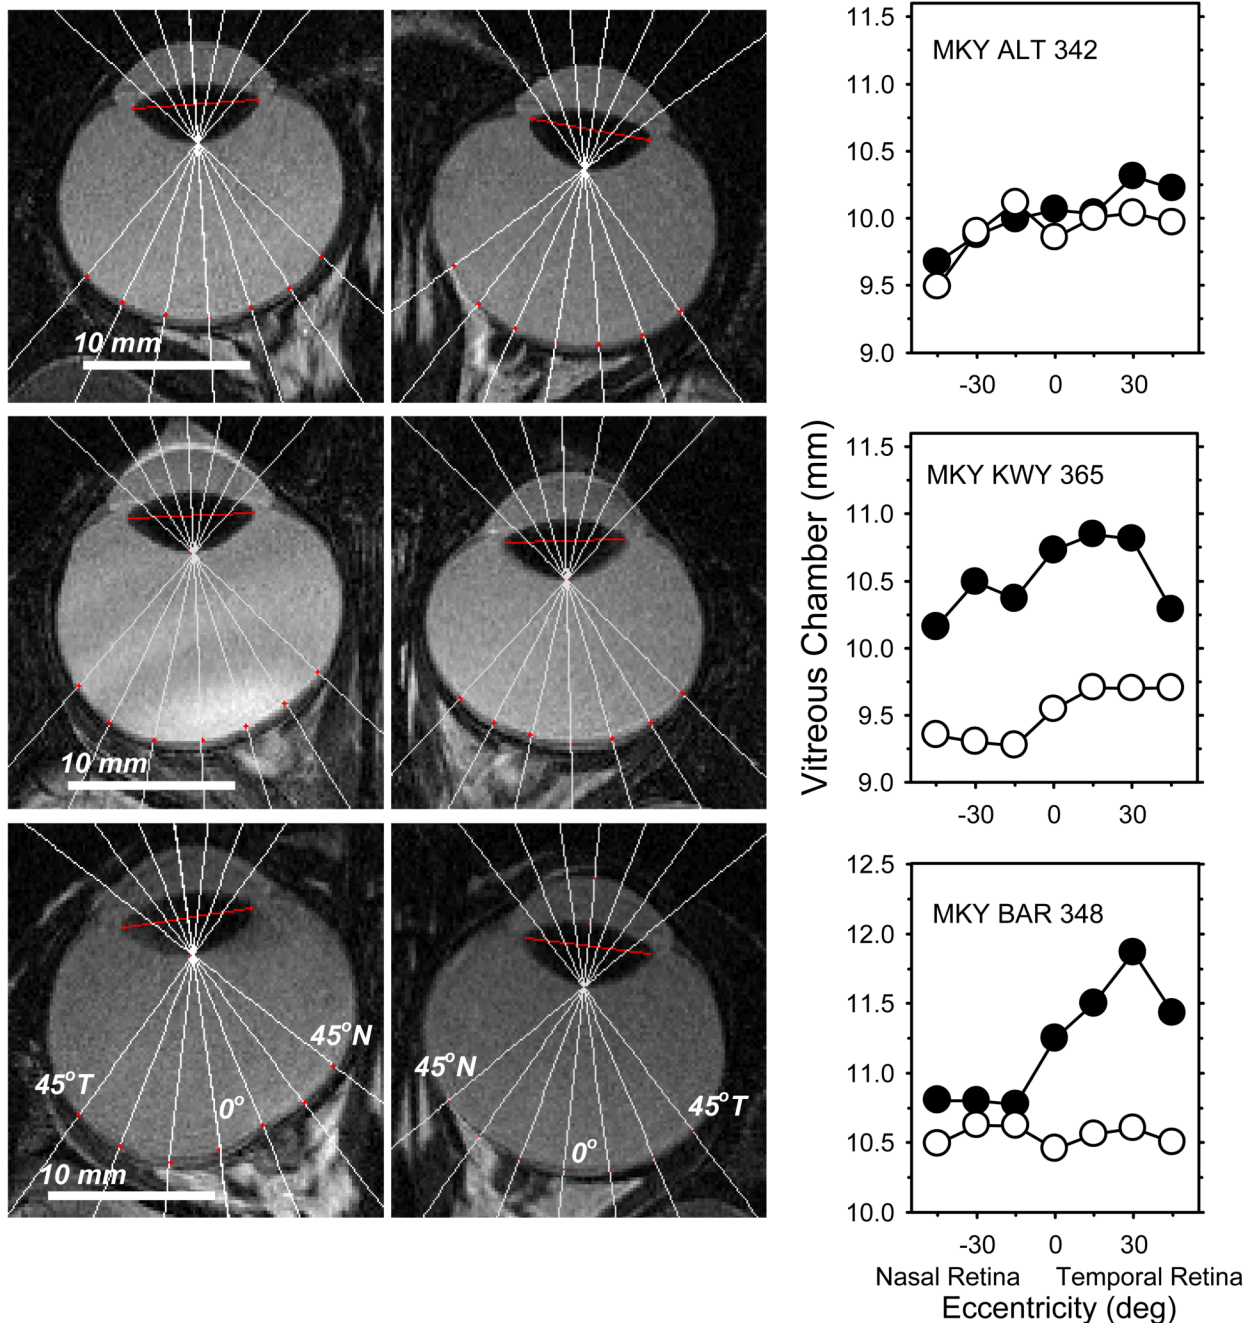 10 mm
11.5
11.0
10.5
10.0
9.5
9.0
MKY ALT 342
-30
0
30
10 mm
Vitreous Chamber (mm)
11.5
11.0
10.5
10.0
9.5
9.0
MKY KWY 365
-30
0
30
45°T
0°
45°N
10 mm
45°N
0°
45°T
12.5
12.0
11.5
11.0
10.5
10.0
MKY BAR 348
-30
0
30
Nasal Retina
Temporal Retina
Eccentricity (deg)